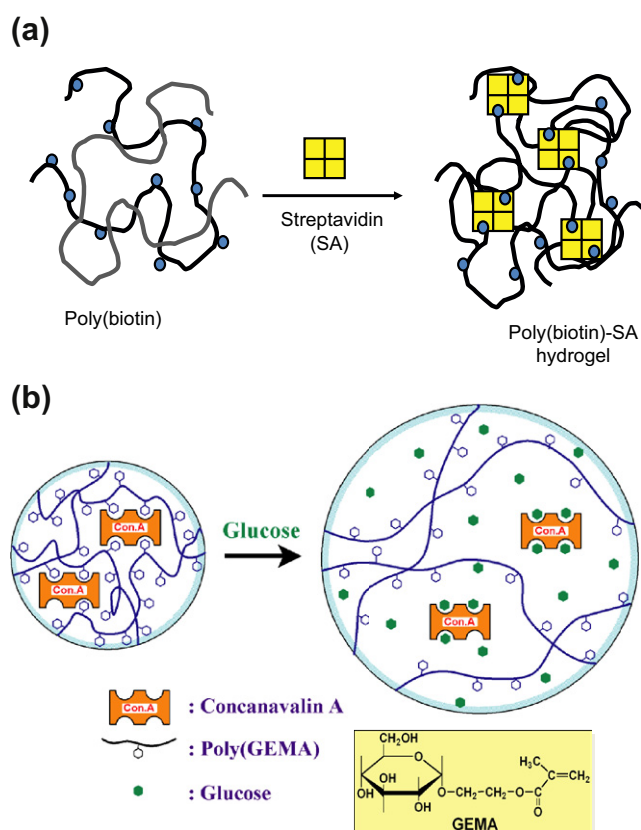 (a)
Streptavidin
(SA)
Poly(biotin)
Poly(biotin)-SA
hydrogel
(b)
Con.A
Con.A
Glucose
Con.A
Con.A
Con.A
: Concanavalin A
: Poly(GEMA)
: Glucose
CH₂OH
O
OH
OH
OH
O–CH₂–CH₂–O
C
O
H₃C
CH₂
GEMA